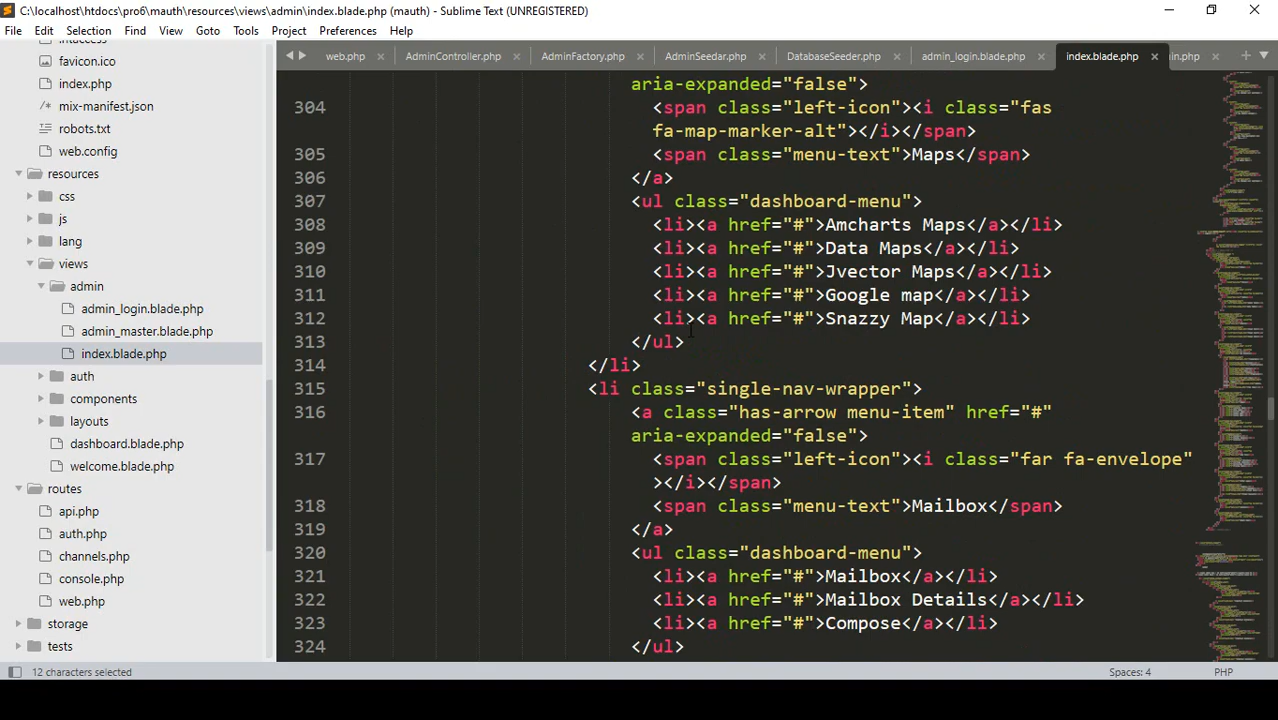 C:\localhost\htdocs\pro6\mauth\resources\views\admin\index.blade.php (mauth) - Sublime Text (UNREGISTERED)
File Edit Selection Find View Goto Tools Project Preferences Help
.htaccess
favicon.ico
index.php
mix-manifest.json
robots.txt
web.config
resources
css
js
lang
views
admin
admin_login.blade.php
admin_master.blade.php
index.blade.php
auth
components
layouts
dashboard.blade.php
welcome.blade.php
routes
api.php
auth.php
channels.php
console.php
web.php
storage
tests
web.php AdminController.php AdminFactory.php AdminSeedar.php DatabaseSeeder.php admin_login.blade.php index.blade.php in.php
aria-expanded="false">
304 <span class="left-icon"><i class="fas
fa-map-marker-alt"></i></span>
305 <span class="menu-text">Maps</span>
306 </a>
307 <ul class="dashboard-menu">
308 <li><a href="#">Amcharts Maps</a></li>
309 <li><a href="#">Data Maps</a></li>
310 <li><a href="#">Jvector Maps</a></li>
311 <li><a href="#">Google map</a></li>
312 <li><a href="#">Snazzy Map</a></li>
313 </ul>
314 </li>
315 <li class="single-nav-wrapper">
316 <a class="has-arrow menu-item" href="#"
aria-expanded="false">
317 <span class="left-icon"><i class="far fa-envelope"
></i></span>
318 <span class="menu-text">Mailbox</span>
319 </a>
320 <ul class="dashboard-menu">
321 <li><a href="#">Mailbox</a></li>
322 <li><a href="#">Mailbox Details</a></li>
323 <li><a href="#">Compose</a></li>
324 </ul>
12 characters selected
Spaces: 4
PHP